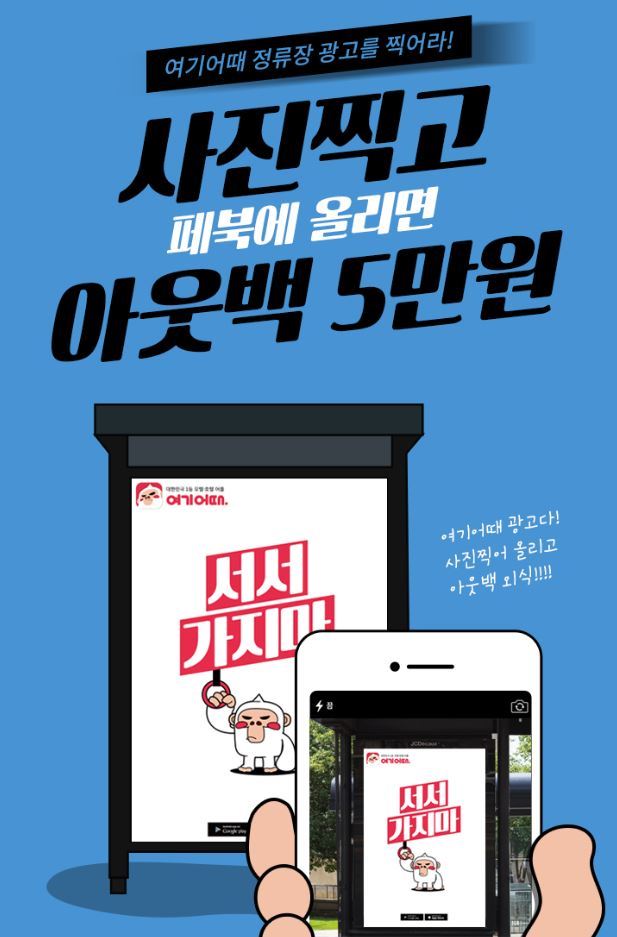 여기어때 정류장 광고를 찍어라!
사진찍고
페북에 올리면
아웃백 5만원
대한민국 1등 모텔·호텔 어플
여기어때.
서서
가지마
Google play
여기어때 광고다!
사진찍어 올리고
아웃백 외식!!!!
끔
JCDecaux
여기어때.
서서
가지마